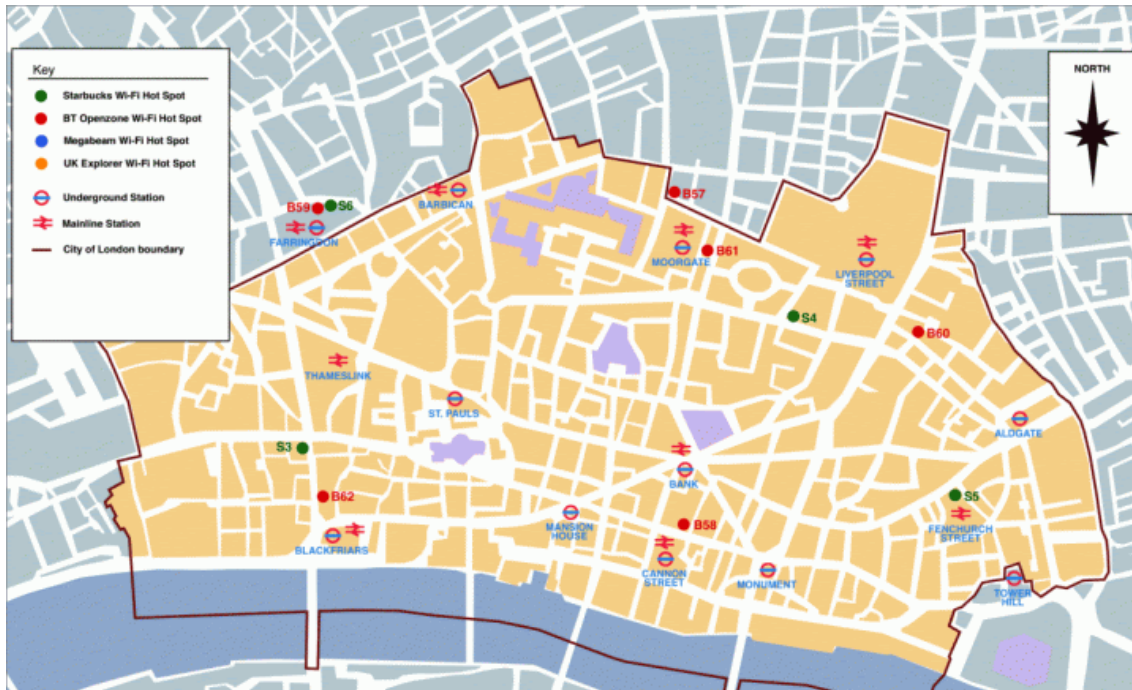 Key
Starbucks Wi-Fi Hot Spot
BT Openzone Wi-Fi Hot Spot
Megabeam Wi-Fi Hot Spot
UK Explorer Wi-Fi Hot Spot
Underground Station
Mainline Station
City of London boundary
NORTH
B57
BARBICAN
B59
S6
FARRINGDON
B61
MOORGATE
LIVERPOOL
STREET
S4
B60
THAMESLINK
ST. PAULS
ALDGATE
S3
BANK
B62
S5
MANSION
HOUSE
B58
FENCHURCH
STREET
BLACKFRIARS
CANNON
STREET
MONUMENT
TOWER
HILL